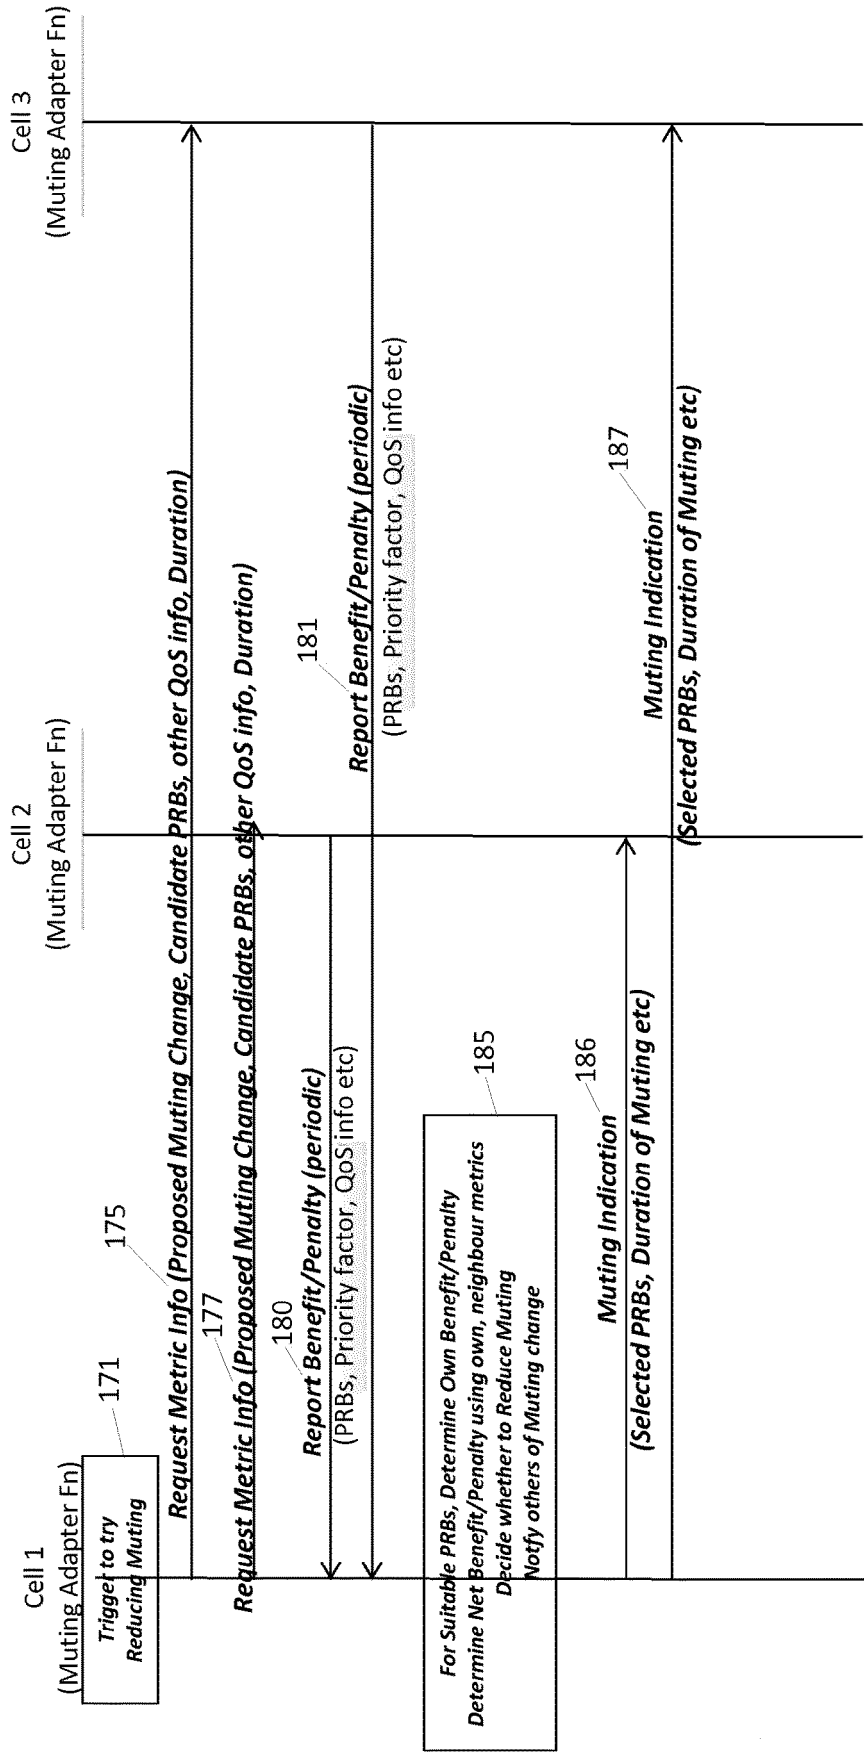 Cell 1
(Muting Adapter Fn)
Cell 2
(Muting Adapter Fn)
Cell 3
(Muting Adapter Fn)
Trigger to try
Reducing Muting
171
175
Request Metric Info (Proposed Muting Change, Candidate PRBs, other QoS info, Duration)
177
Request Metric Info (Proposed Muting Change, Candidate PRBs, other QoS info, Duration)
180
Report Benefit/Penalty (periodic)
(PRBs, Priority factor, QoS info etc)
181
Report Benefit/Penalty (periodic)
(PRBs, Priority factor, QoS info etc)
185
For Suitable PRBs, Determine Own Benefit/Penalty
Determine Net Benefit/Penalty using own, neighbour metrics
Decide whether to Reduce Muting
Notfy others of Muting change
186
Muting Indication
(Selected PRBs, Duration of Muting etc)
187
Muting Indication
(Selected PRBs, Duration of Muting etc)